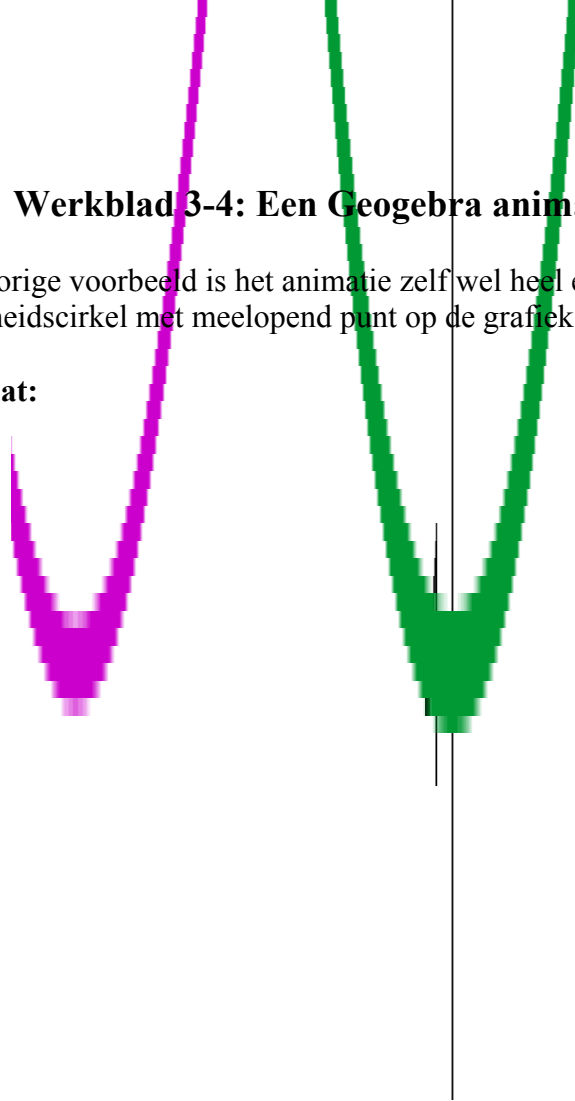 Werkblad 3-4: Een Geogebra anim
orige voorbeeld is het animatie zelf wel heel
heidscirkel met meelopend punt op de grafiek
at: